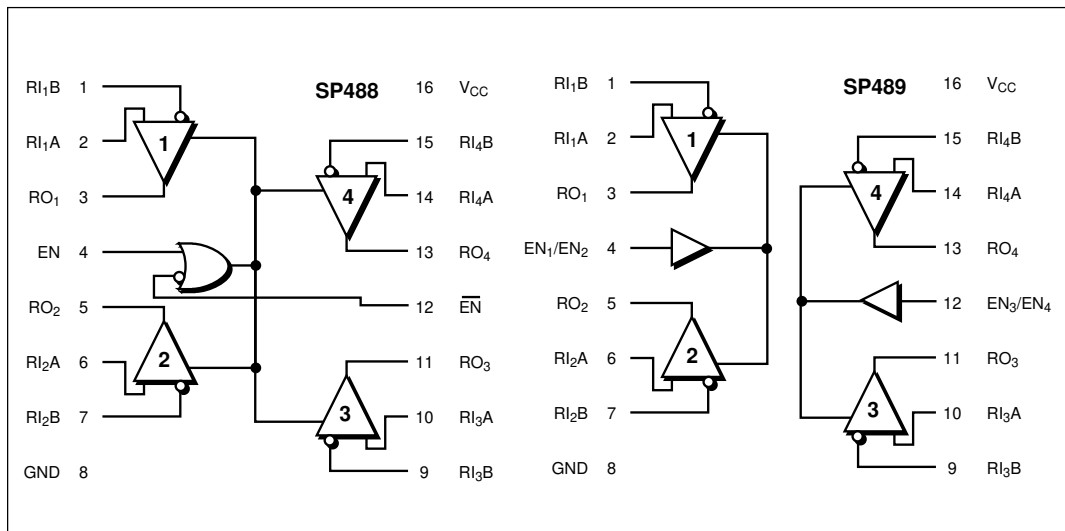 SP488
RI₁B 1
RI₁A 2
RO₁ 3
EN 4
RO₂ 5
RI₂A 6
RI₂B 7
GND 8
16 V_CC
15 RI₄B
14 RI₄A
13 RO₄
12 E̅N̅
11 RO₃
10 RI₃A
9 RI₃B
1
2
4
3
SP489
RI₁B 1
RI₁A 2
RO₁ 3
EN₁/EN₂ 4
RO₂ 5
RI₂A 6
RI₂B 7
GND 8
16 V_CC
15 RI₄B
14 RI₄A
13 RO₄
12 EN₃/EN₄
11 RO₃
10 RI₃A
9 RI₃B
1
2
4
3